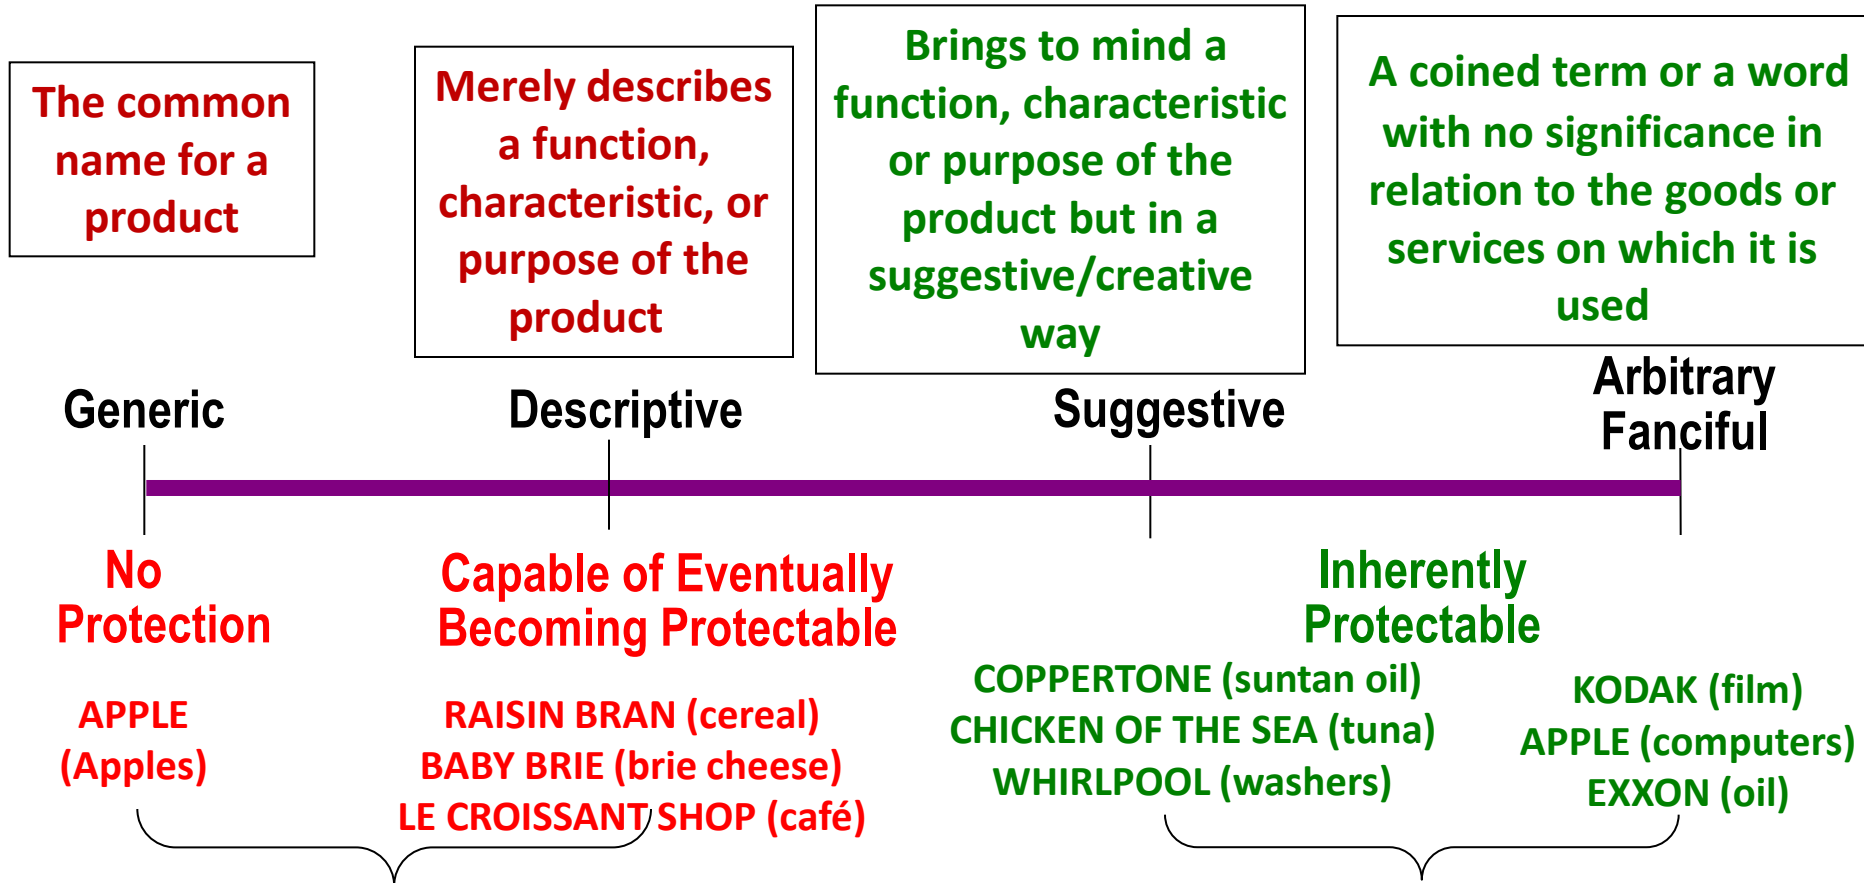 The common
name for a
product
Merely describes
a function,
characteristic, or
purpose of the
product
Brings to mind a
function, characteristic
or purpose of the
product but in a
suggestive/creative
way
A coined term or a word
with no significance in
relation to the goods or
services on which it is
used
Generic
Descriptive
Suggestive
Arbitrary
Fanciful
No
Protection
Capable of Eventually
Becoming Protectable
Inherently
Protectable
APPLE
(Apples)
RAISIN BRAN (cereal)
BABY BRIE (brie cheese)
LE CROISSANT SHOP (café)
COPPERTONE (suntan oil)
CHICKEN OF THE SEA (tuna)
WHIRLPOOL (washers)
KODAK (film)
APPLE (computers)
EXXON (oil)